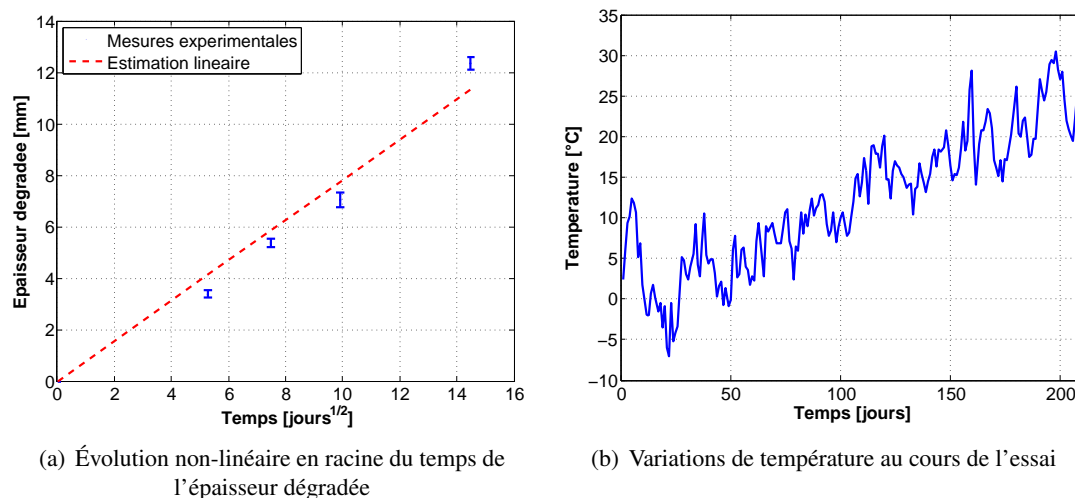 14
12
10
8
6
4
2
0
Epaisseur degradee [mm]
Mesures experimentales
Estimation lineaire
0 2 4 6 8 10 12 14 16
Temps [jours1/2]
(a) Évolution non-linéaire en racine du temps de
l'épaisseur dégradée
35
30
25
20
15
10
5
0
−5
−10
Temperature [°C]
0 50 100 150 200
Temps [jours]
(b) Variations de température au cours de l'essai